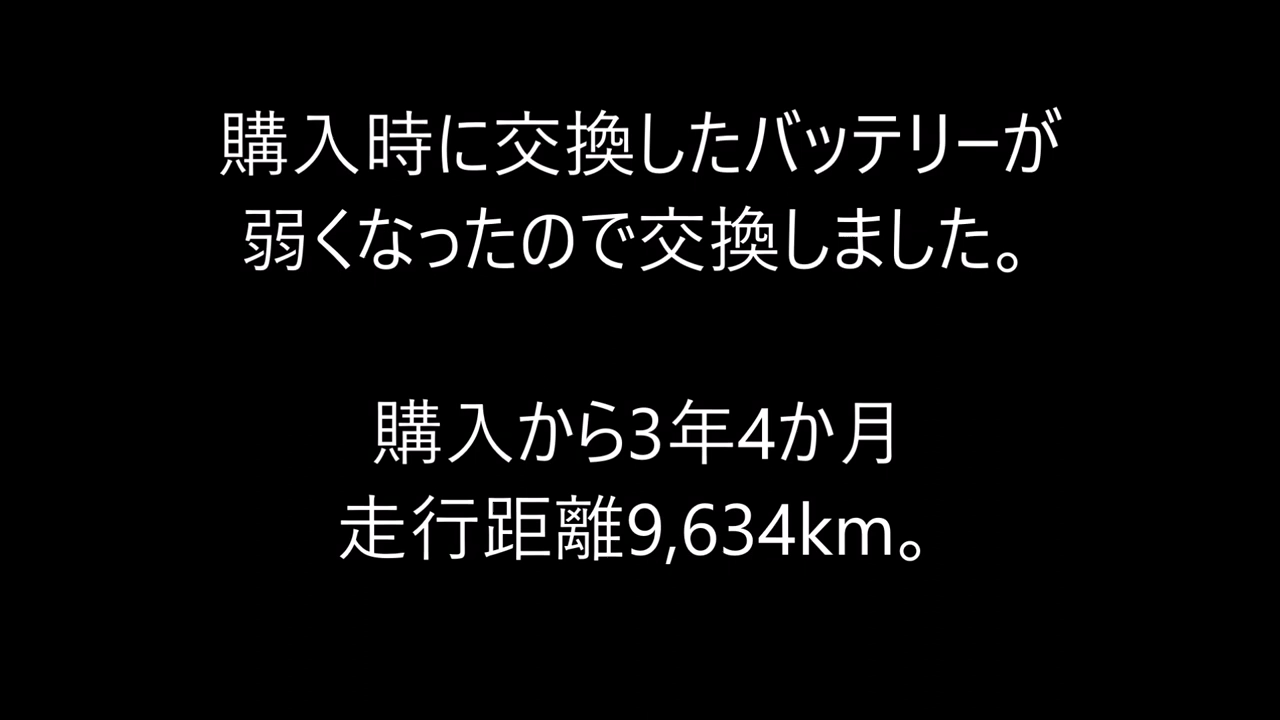 購入時に交換したバッテリーが
弱くなったので交換しました。
購入から3年4か月
走行距離9,634km。